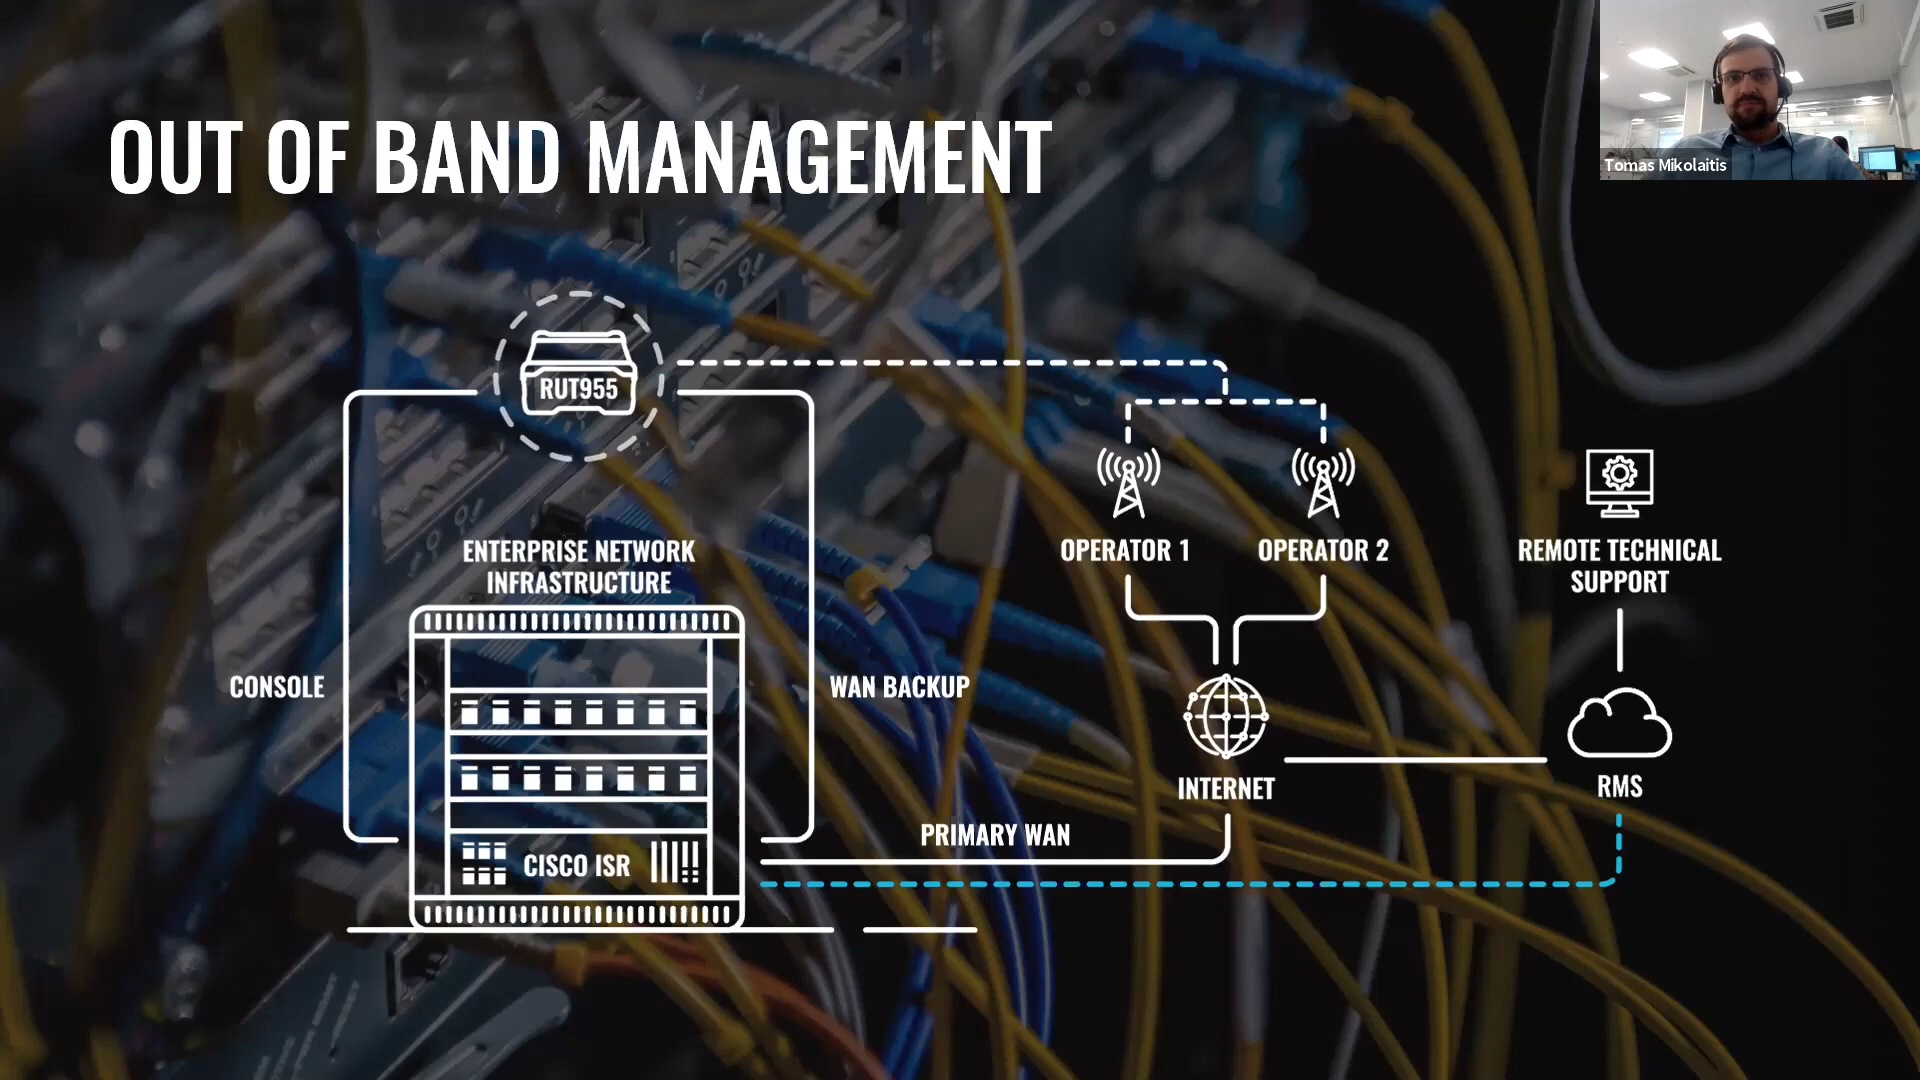 OUT OF BAND MANAGEMENT
Tomas Mikolaitis
RUT955
ENTERPRISE NETWORK
INFRASTRUCTURE
OPERATOR 1
OPERATOR 2
REMOTE TECHNICAL
SUPPORT
CONSOLE
WAN BACKUP
INTERNET
RMS
PRIMARY WAN
CISCO ISR